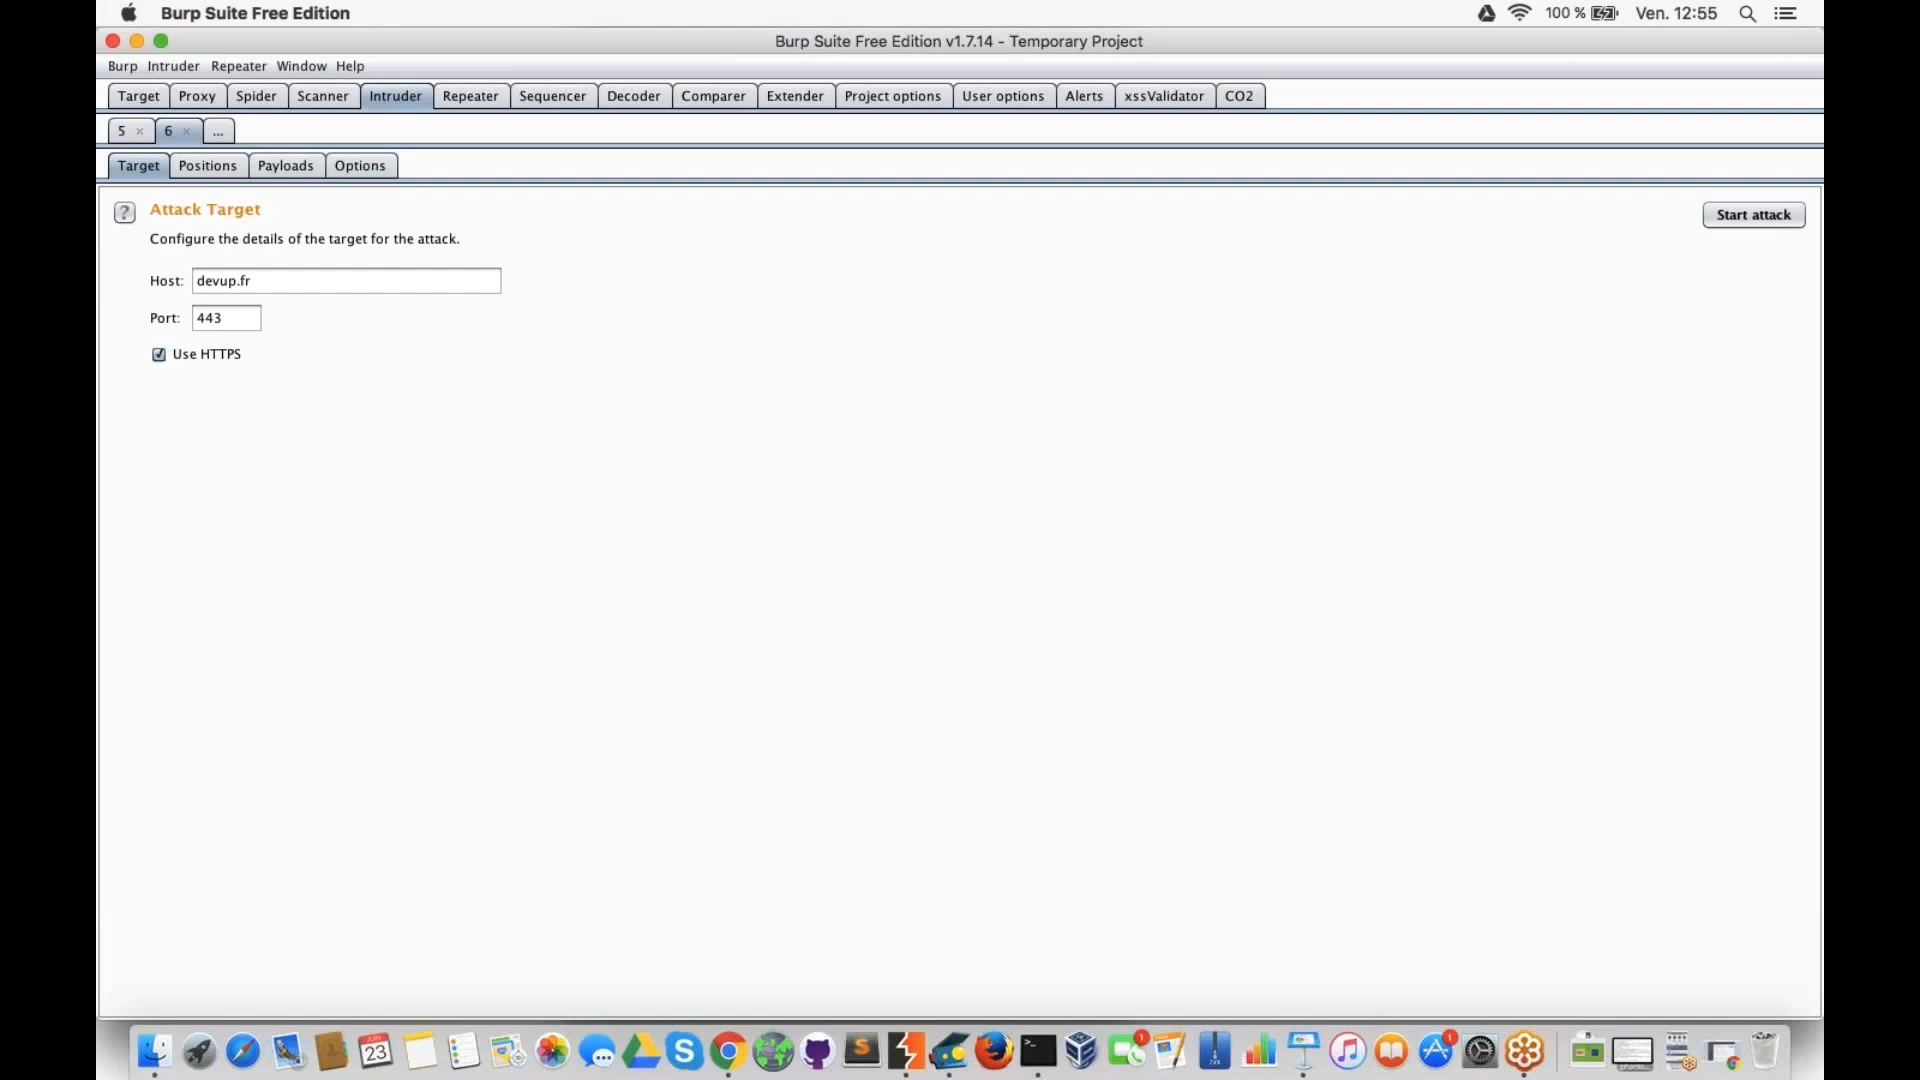 Burp Suite Free Edition 100 % Ven. 12:55
Burp Suite Free Edition v1.7.14 - Temporary Project
Burp Intruder Repeater Window Help
Target Proxy Spider Scanner Intruder Repeater Sequencer Decoder Comparer Extender Project options User options Alerts xssValidator CO2
5 × 6 × ...
Target Positions Payloads Options
? Attack Target Start attack
Configure the details of the target for the attack.
Host: devup.fr
Port: 443
Use HTTPS
23 S S >_ 1 1